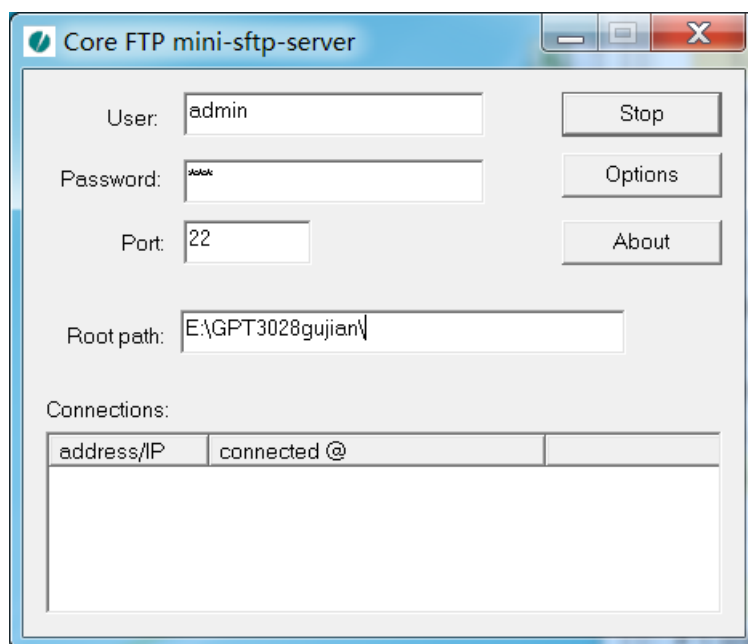 Core FTP mini-sftp-server
User: admin Stop
Password: **** Options
Port: 22 About
Root path: E:\GPT3028gujian\
Connections:
address/IP connected @